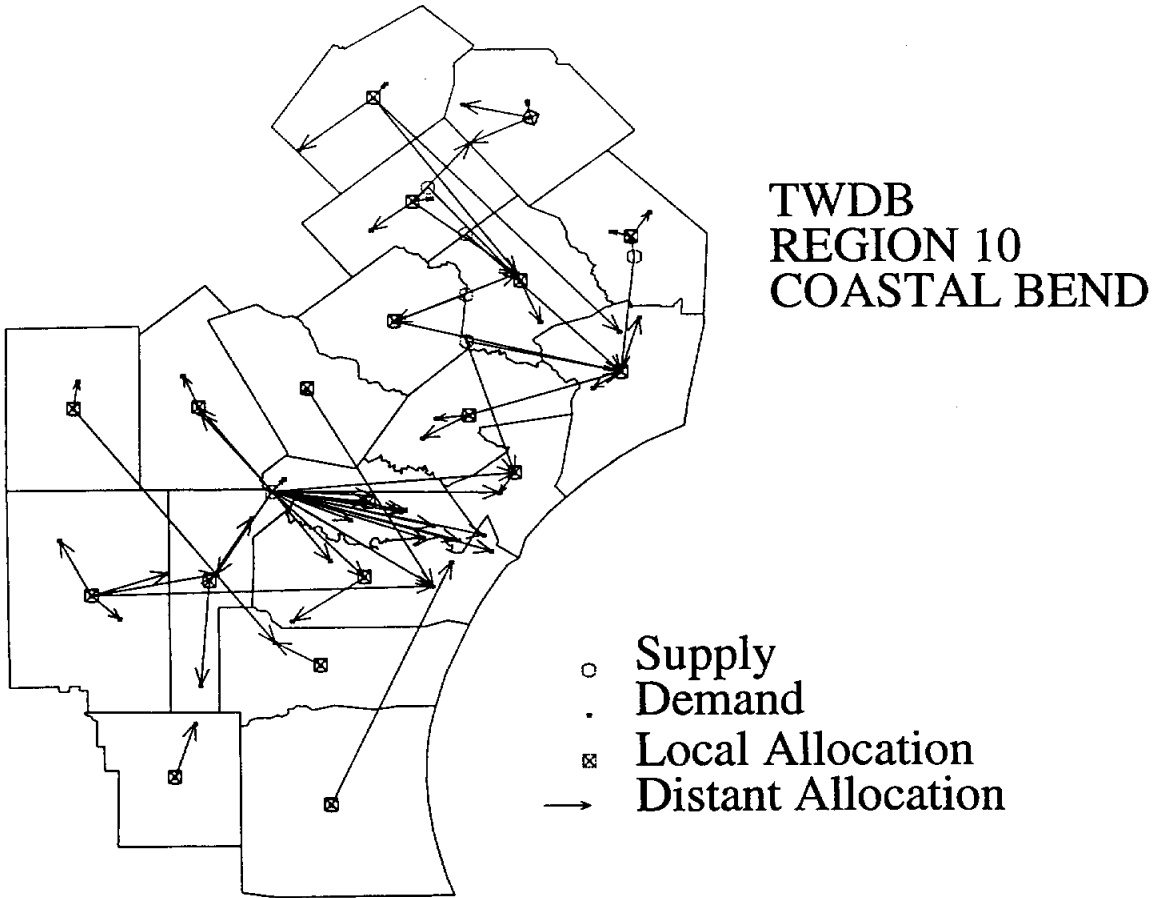 TWDB
REGION 10
COASTAL BEND
Supply
Demand
Local Allocation
Distant Allocation